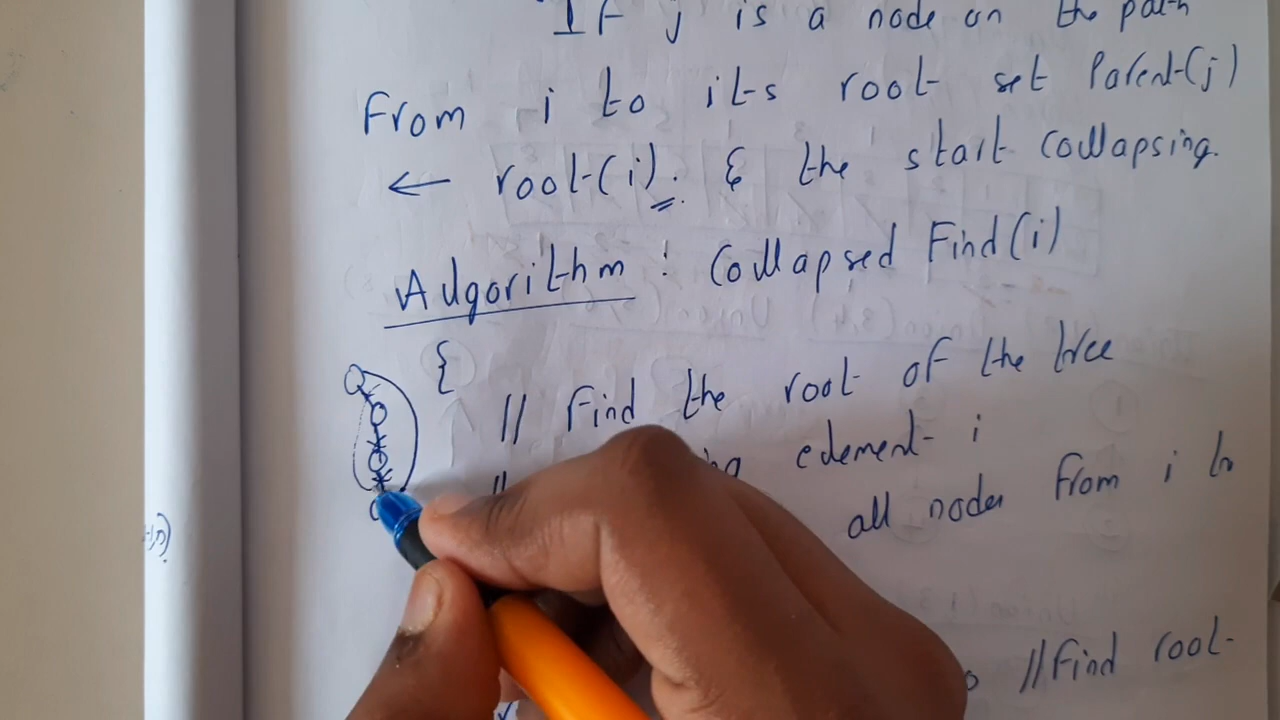 If j is a node on the path
From i to its root set Parent(j)
← root(i). & the start collapsing.
Algorithm : Collapsed Find(i)
{
// Find the root of the tree
// element i
all nodes from i to
// Find root